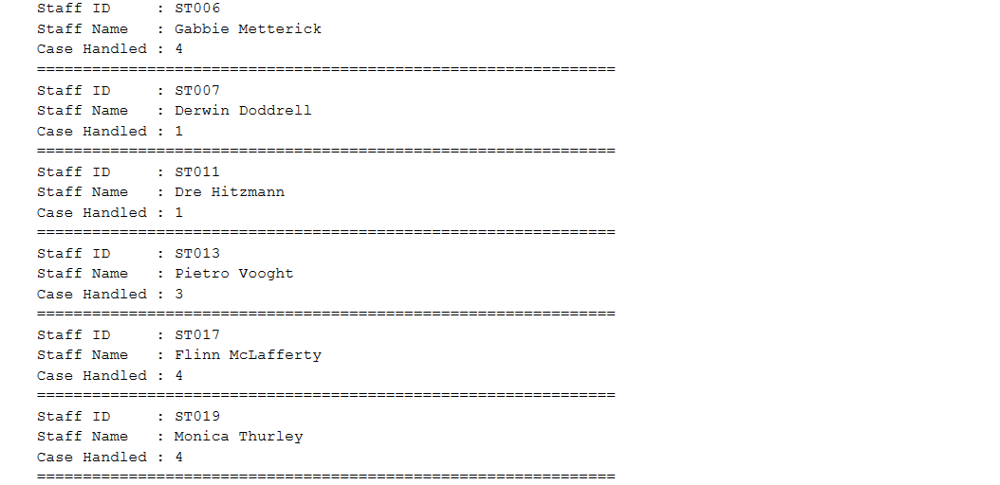 Staff ID     : ST006
Staff Name   : Gabbie Metterick
Case Handled : 4
===============================================================
Staff ID     : ST007
Staff Name   : Derwin Doddrell
Case Handled : 1
===============================================================
Staff ID     : ST011
Staff Name   : Dre Hitzmann
Case Handled : 1
===============================================================
Staff ID     : ST013
Staff Name   : Pietro Vooght
Case Handled : 3
===============================================================
Staff ID     : ST017
Staff Name   : Flinn McLafferty
Case Handled : 4
===============================================================
Staff ID     : ST019
Staff Name   : Monica Thurley
Case Handled : 4
===============================================================